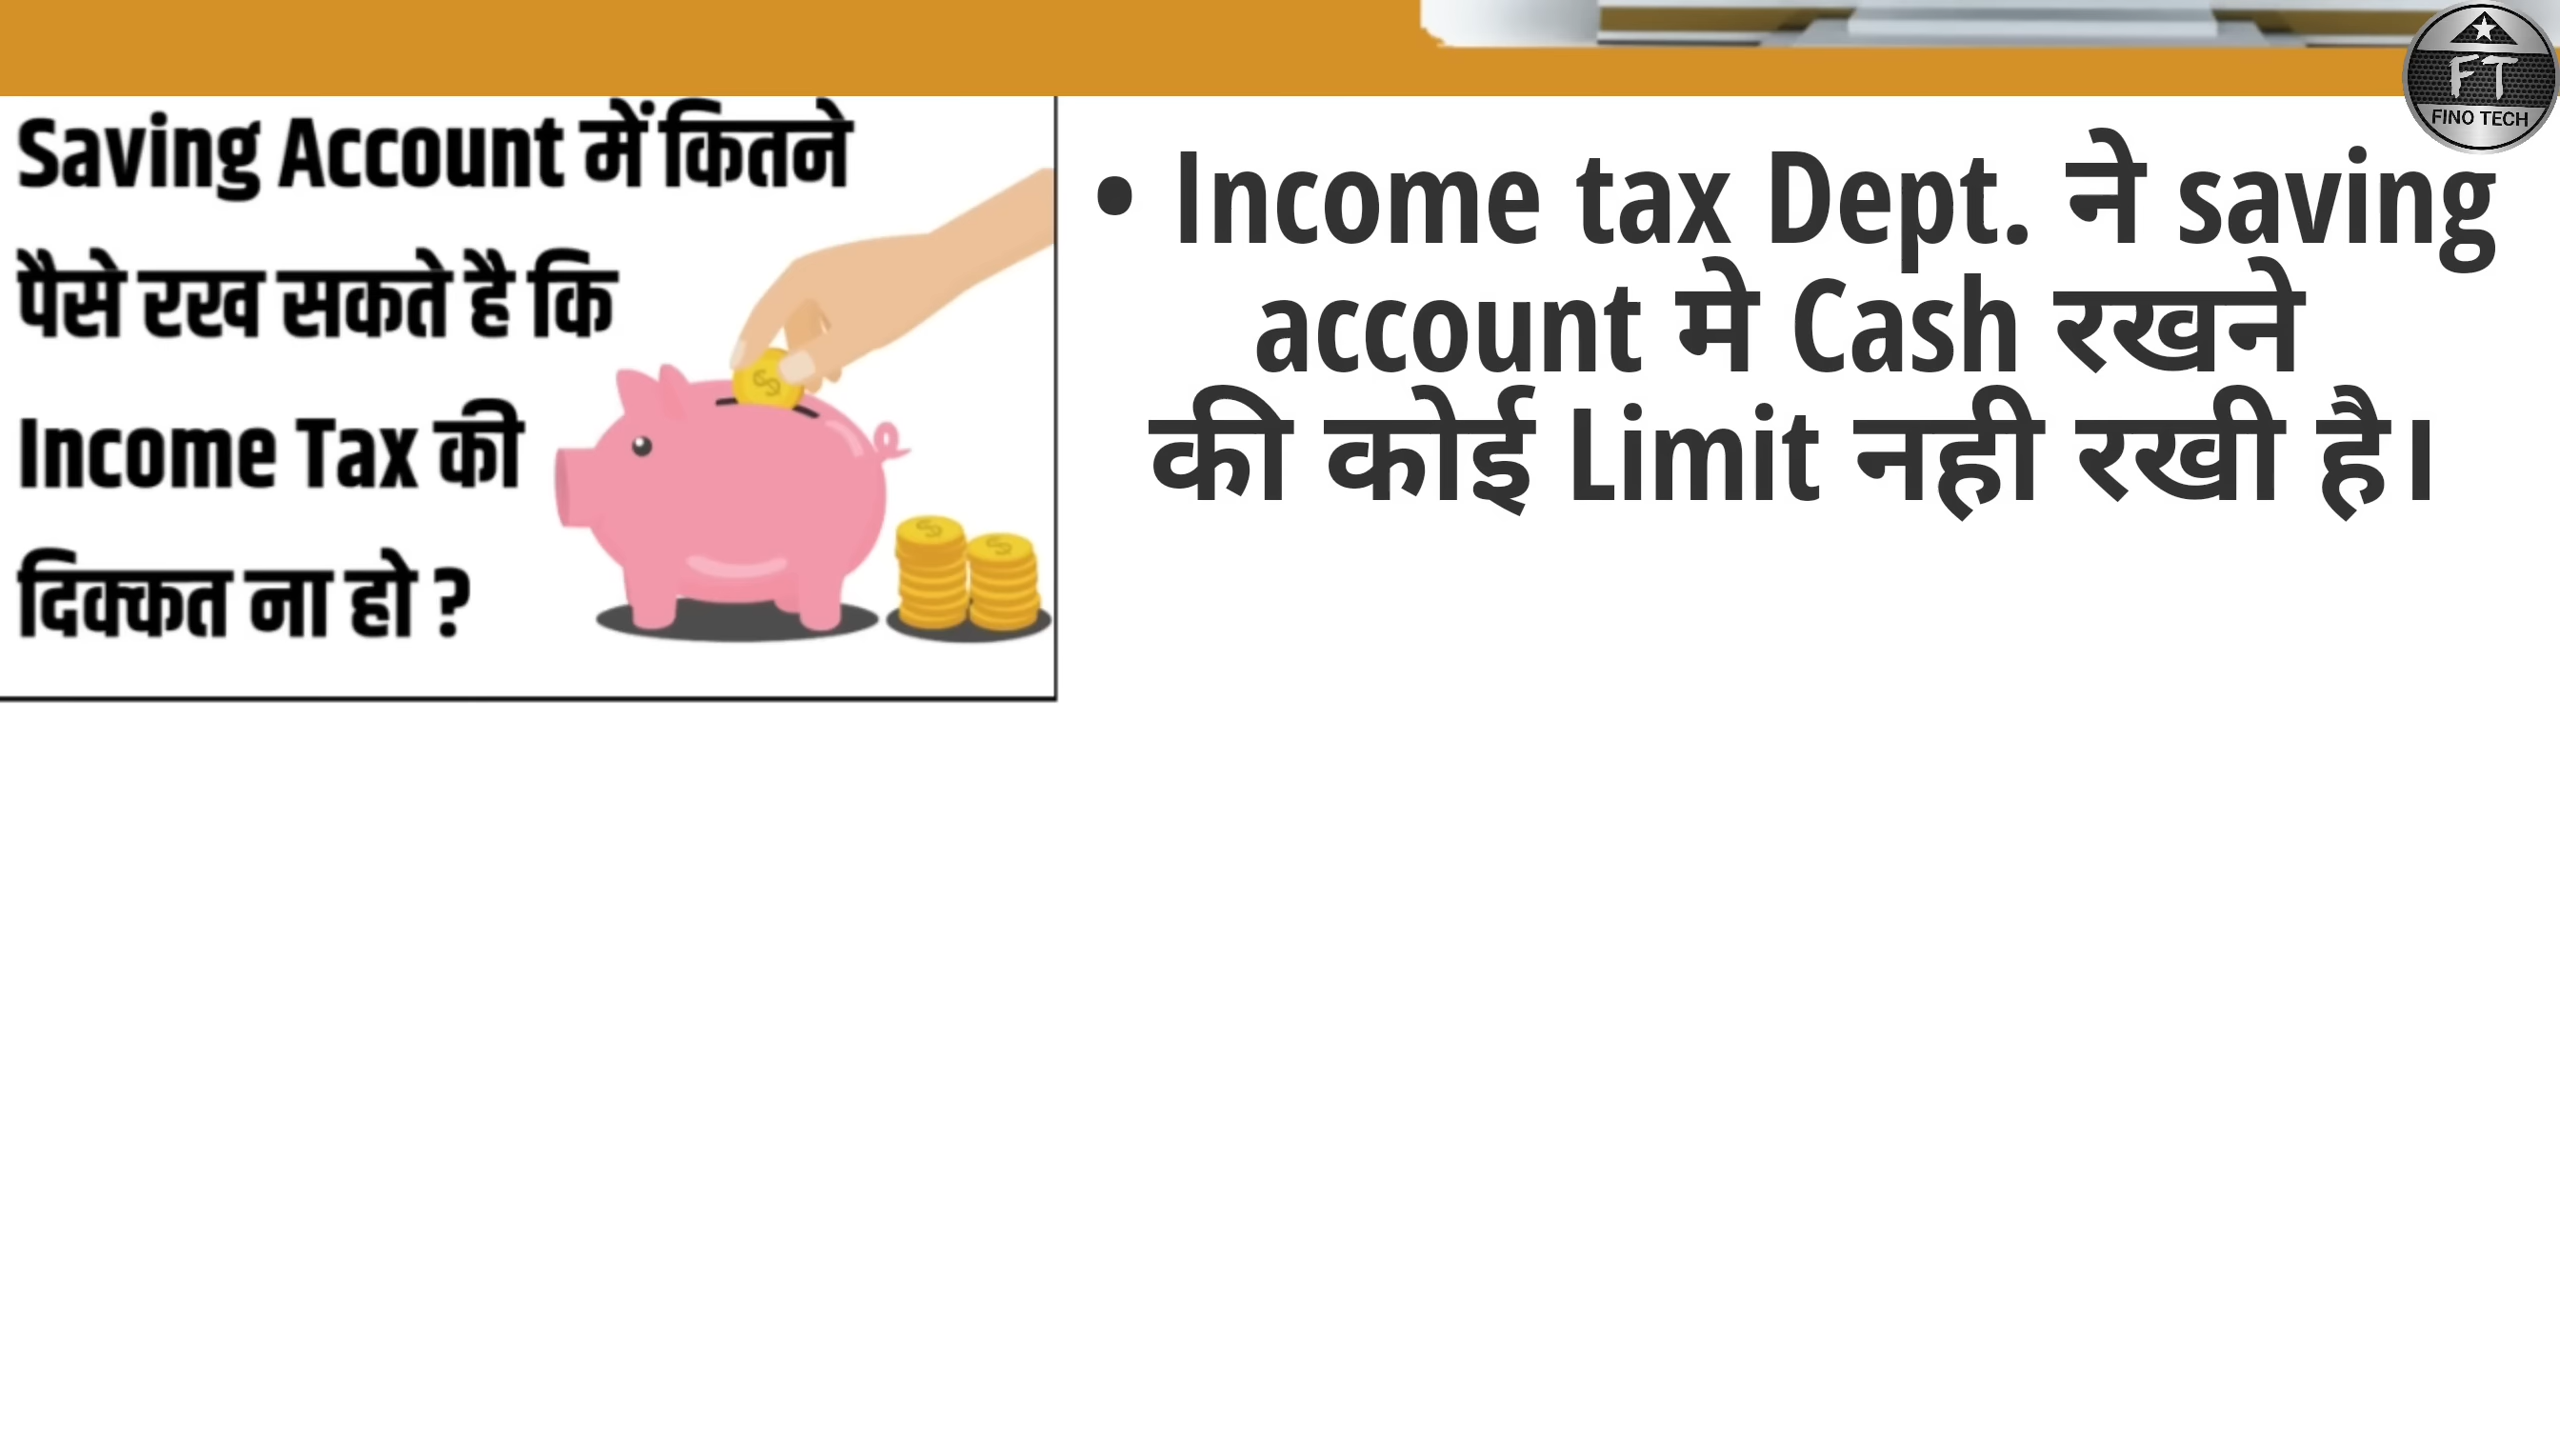 Saving Account में कितने
पैसे रख सकते है कि
Income Tax की
दिक्कत ना हो ?
• Income tax Dept. ने saving
account मे Cash रखने
की कोई Limit नही रखी है।
FT
FINO TECH